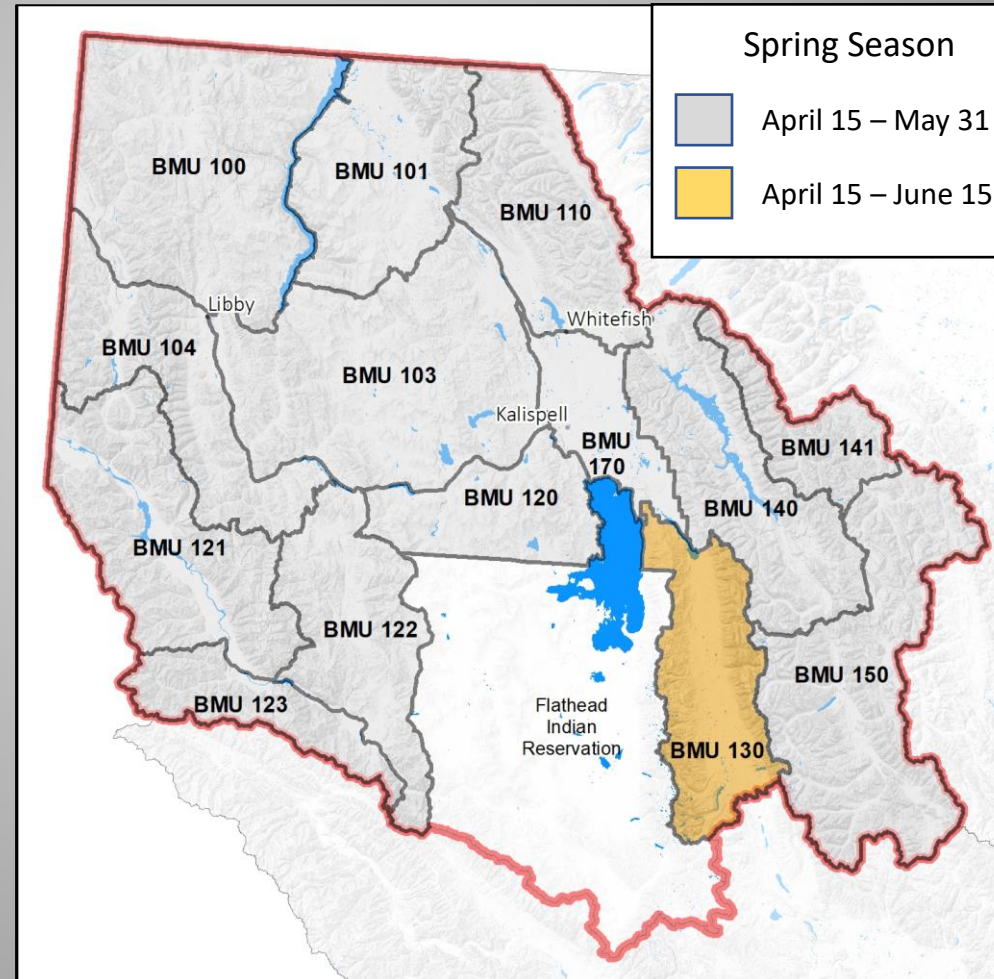 Spring Season
April 15 – May 31
April 15 – June 15
BMU 100
BMU 101
BMU 110
Libby
Whitefish
BMU 104
BMU 103
Kalispell
BMU
170
BMU 141
BMU 120
BMU 140
BMU 121
BMU 122
BMU 150
BMU 123
Flathead
Indian
Reservation
BMU 130